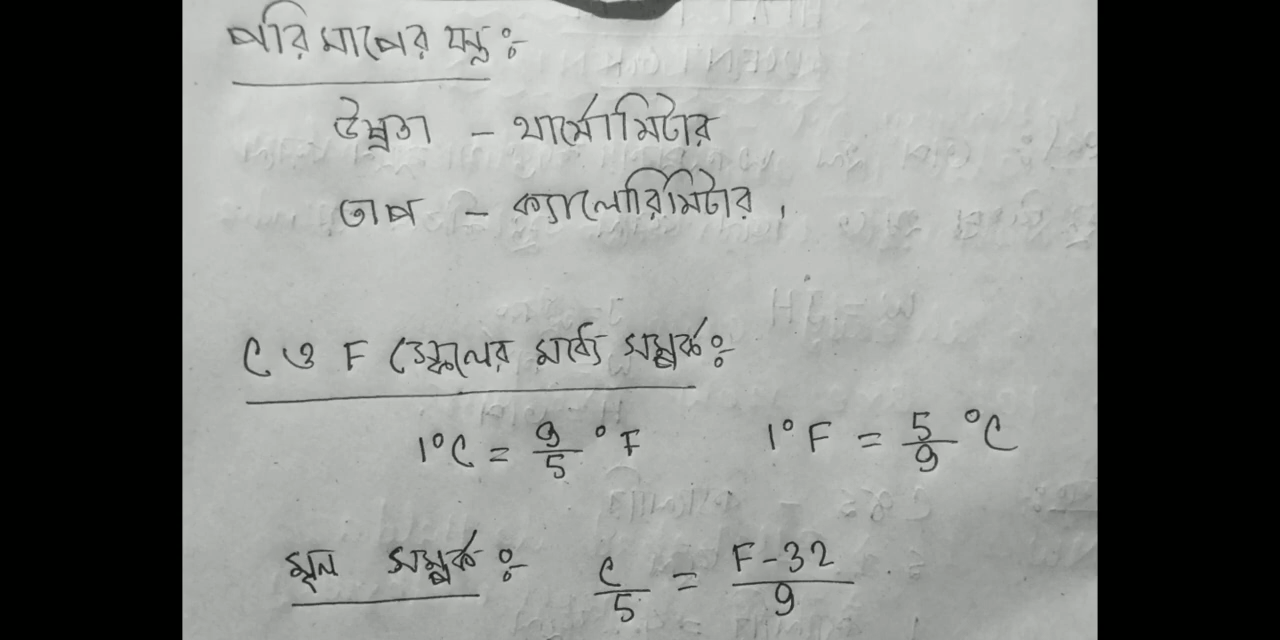 পরিমাপের যন্ত্র :-
উষ্ণতা - থার্মোমিটার
তাপ - ক্যালোরিমিটার ,
C ও F স্কেলের মধ্যে সম্পর্ক :-
1°C = 9/5 °F 1°F = 5/9 °C
মূল সম্পর্ক :- C/5 = F-32/9